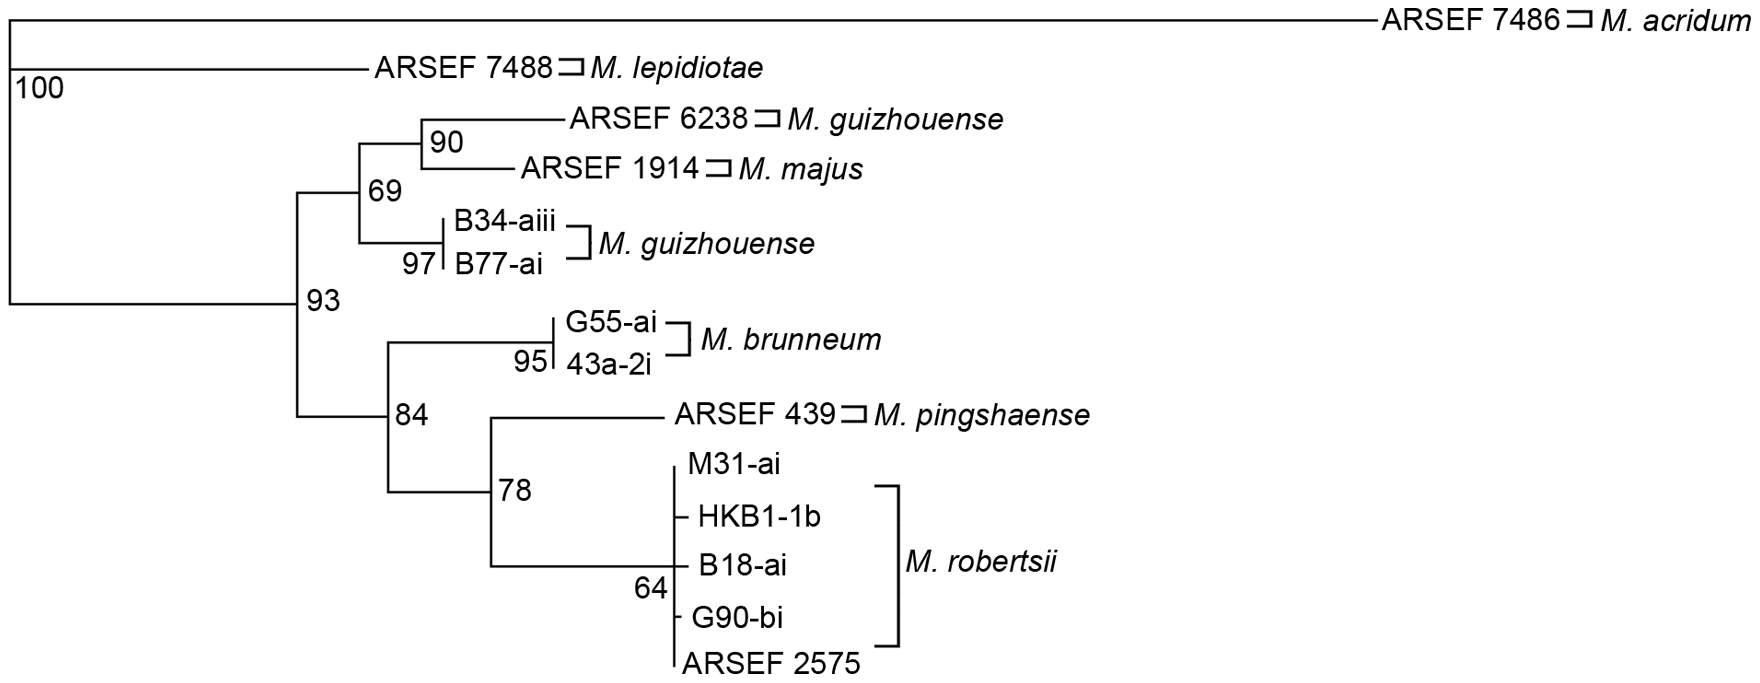 ARSEF 7486 M. acridum
ARSEF 7488 M. lepidiotae
100
ARSEF 6238 M. guizhouense
90
ARSEF 1914 M. majus
69
B34-aiii
M. guizhouense
97 B77-ai
93
G55-ai
M. brunneum
95 43a-2i
84
ARSEF 439 M. pingshaense
M31-ai
78
HKB1-1b
M. robertsii
B18-ai
64
G90-bi
ARSEF 2575